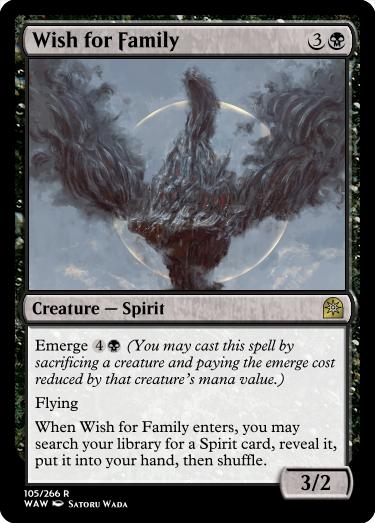 Wish for Family 3
Creature — Spirit
Emerge 4 (You may cast this spell by
sacrificing a creature and paying the emerge cost
reduced by that creature's mana value.)
Flying
When Wish for Family enters, you may
search your library for a Spirit card, reveal it,
put it into your hand, then shuffle.
3/2
105/266 R
WAW Satoru Wada